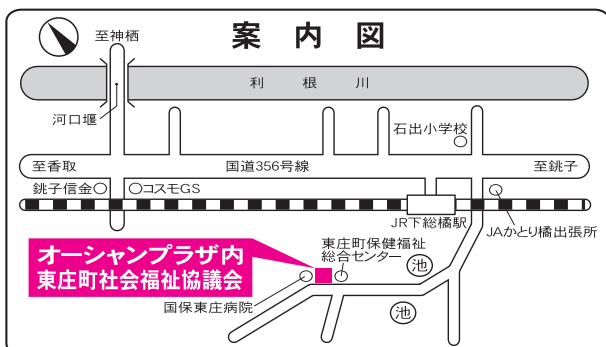 案内図
至神栖
利根川
河口堰
石出小学校
至香取
国道356号線
至銚子
銚子信金
コスモGS
JR下総橘駅
JAかとり橘出張所
オーシャンプラザ内
東庄町社会福祉協議会
東庄町保健福祉
総合センター
池
国保東庄病院
池